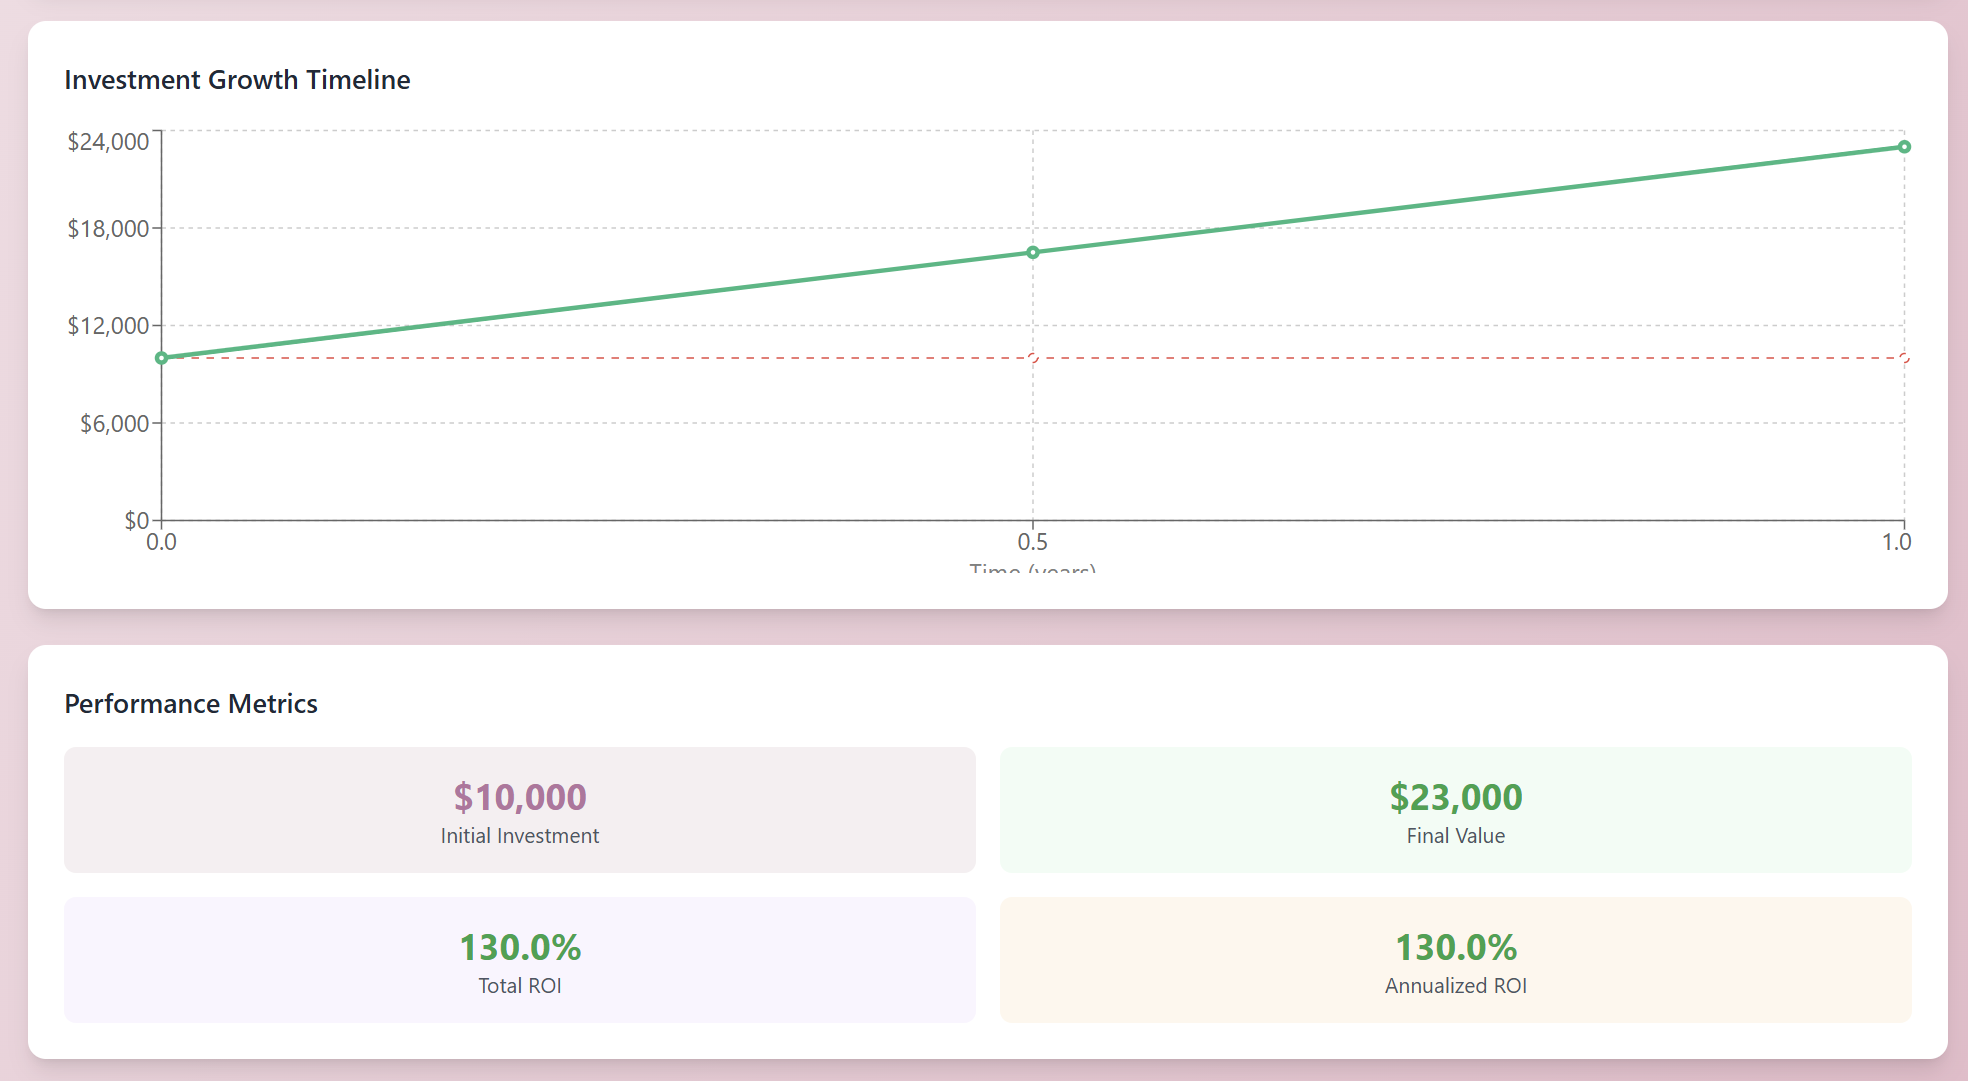 Investment Growth Timeline
$24,000
$18,000
$12,000
$6,000
$0
0.0
0.5
1.0
Time (years)
Performance Metrics
$10,000
Initial Investment
$23,000
Final Value
130.0%
Total ROI
130.0%
Annualized ROI